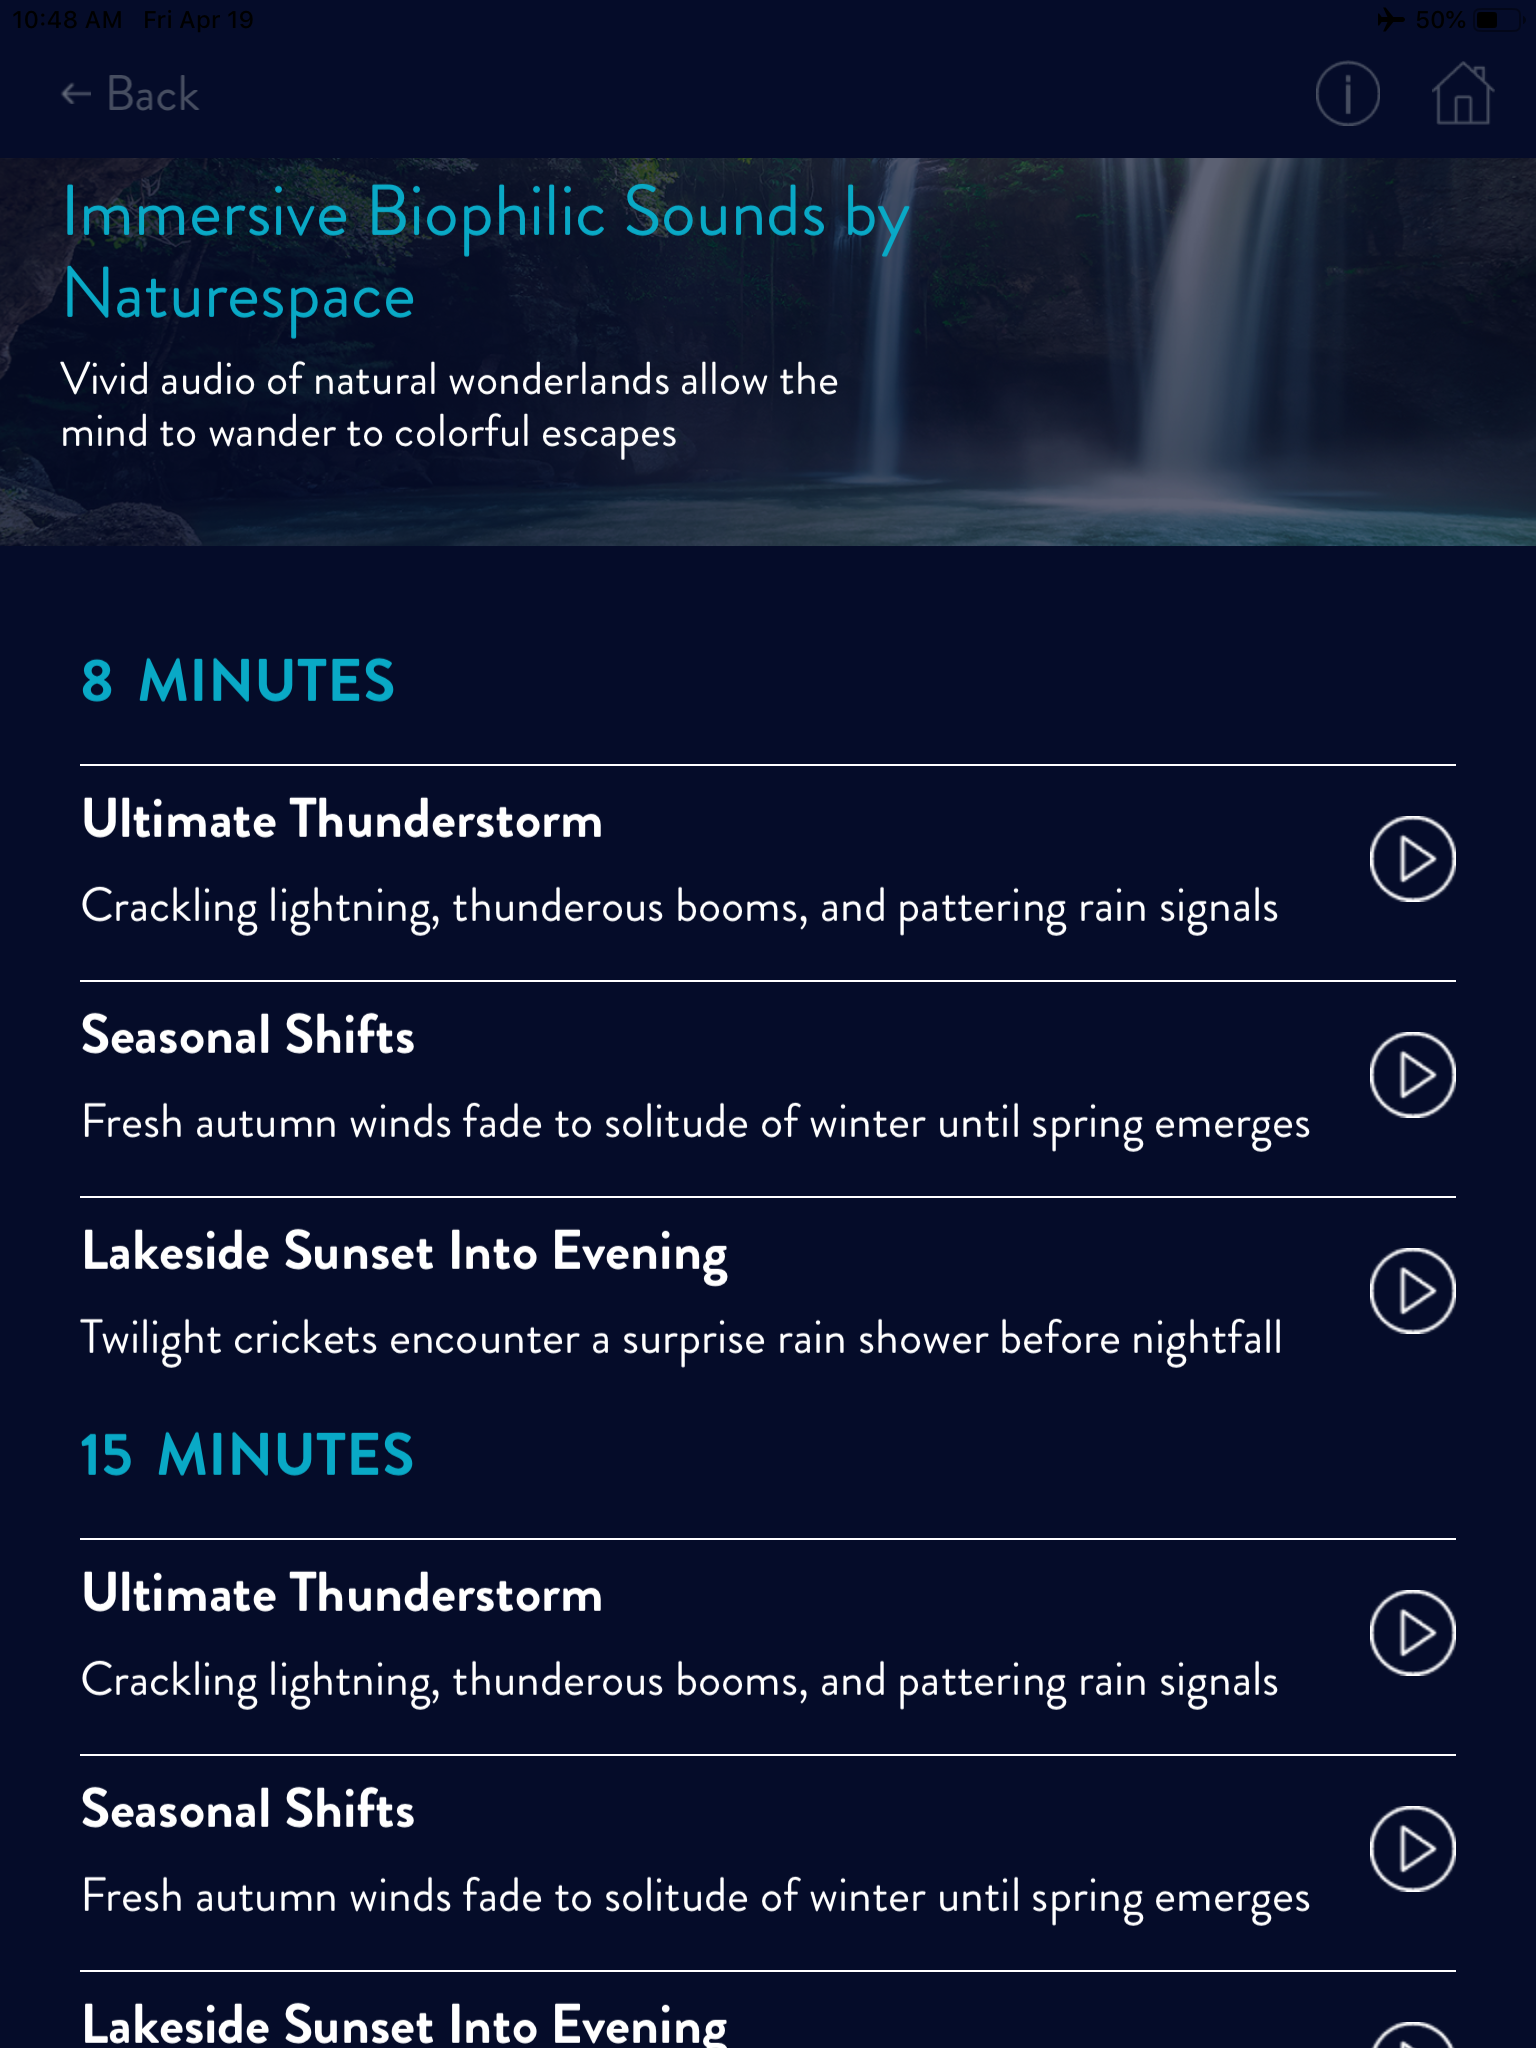 10:48 AM Fri Apr 19
50%
← Back
Immersive Biophilic Sounds by
Naturespace
Vivid audio of natural wonderlands allow the
mind to wander to colorful escapes
8 MINUTES
Ultimate Thunderstorm
Crackling lightning, thunderous booms, and pattering rain signals
Seasonal Shifts
Fresh autumn winds fade to solitude of winter until spring emerges
Lakeside Sunset Into Evening
Twilight crickets encounter a surprise rain shower before nightfall
15 MINUTES
Ultimate Thunderstorm
Crackling lightning, thunderous booms, and pattering rain signals
Seasonal Shifts
Fresh autumn winds fade to solitude of winter until spring emerges
Lakeside Sunset Into Evening